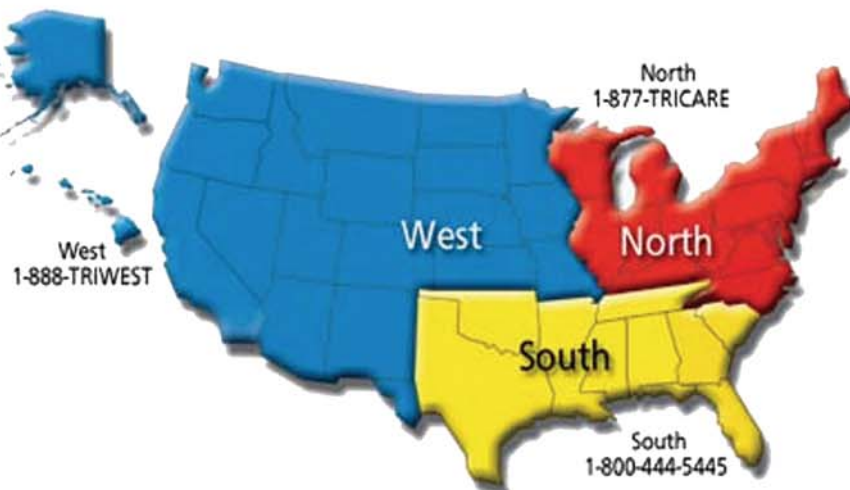 North
1-877-TRICARE
West
North
West
1-888-TRIWEST
South
South
1-800-444-5445